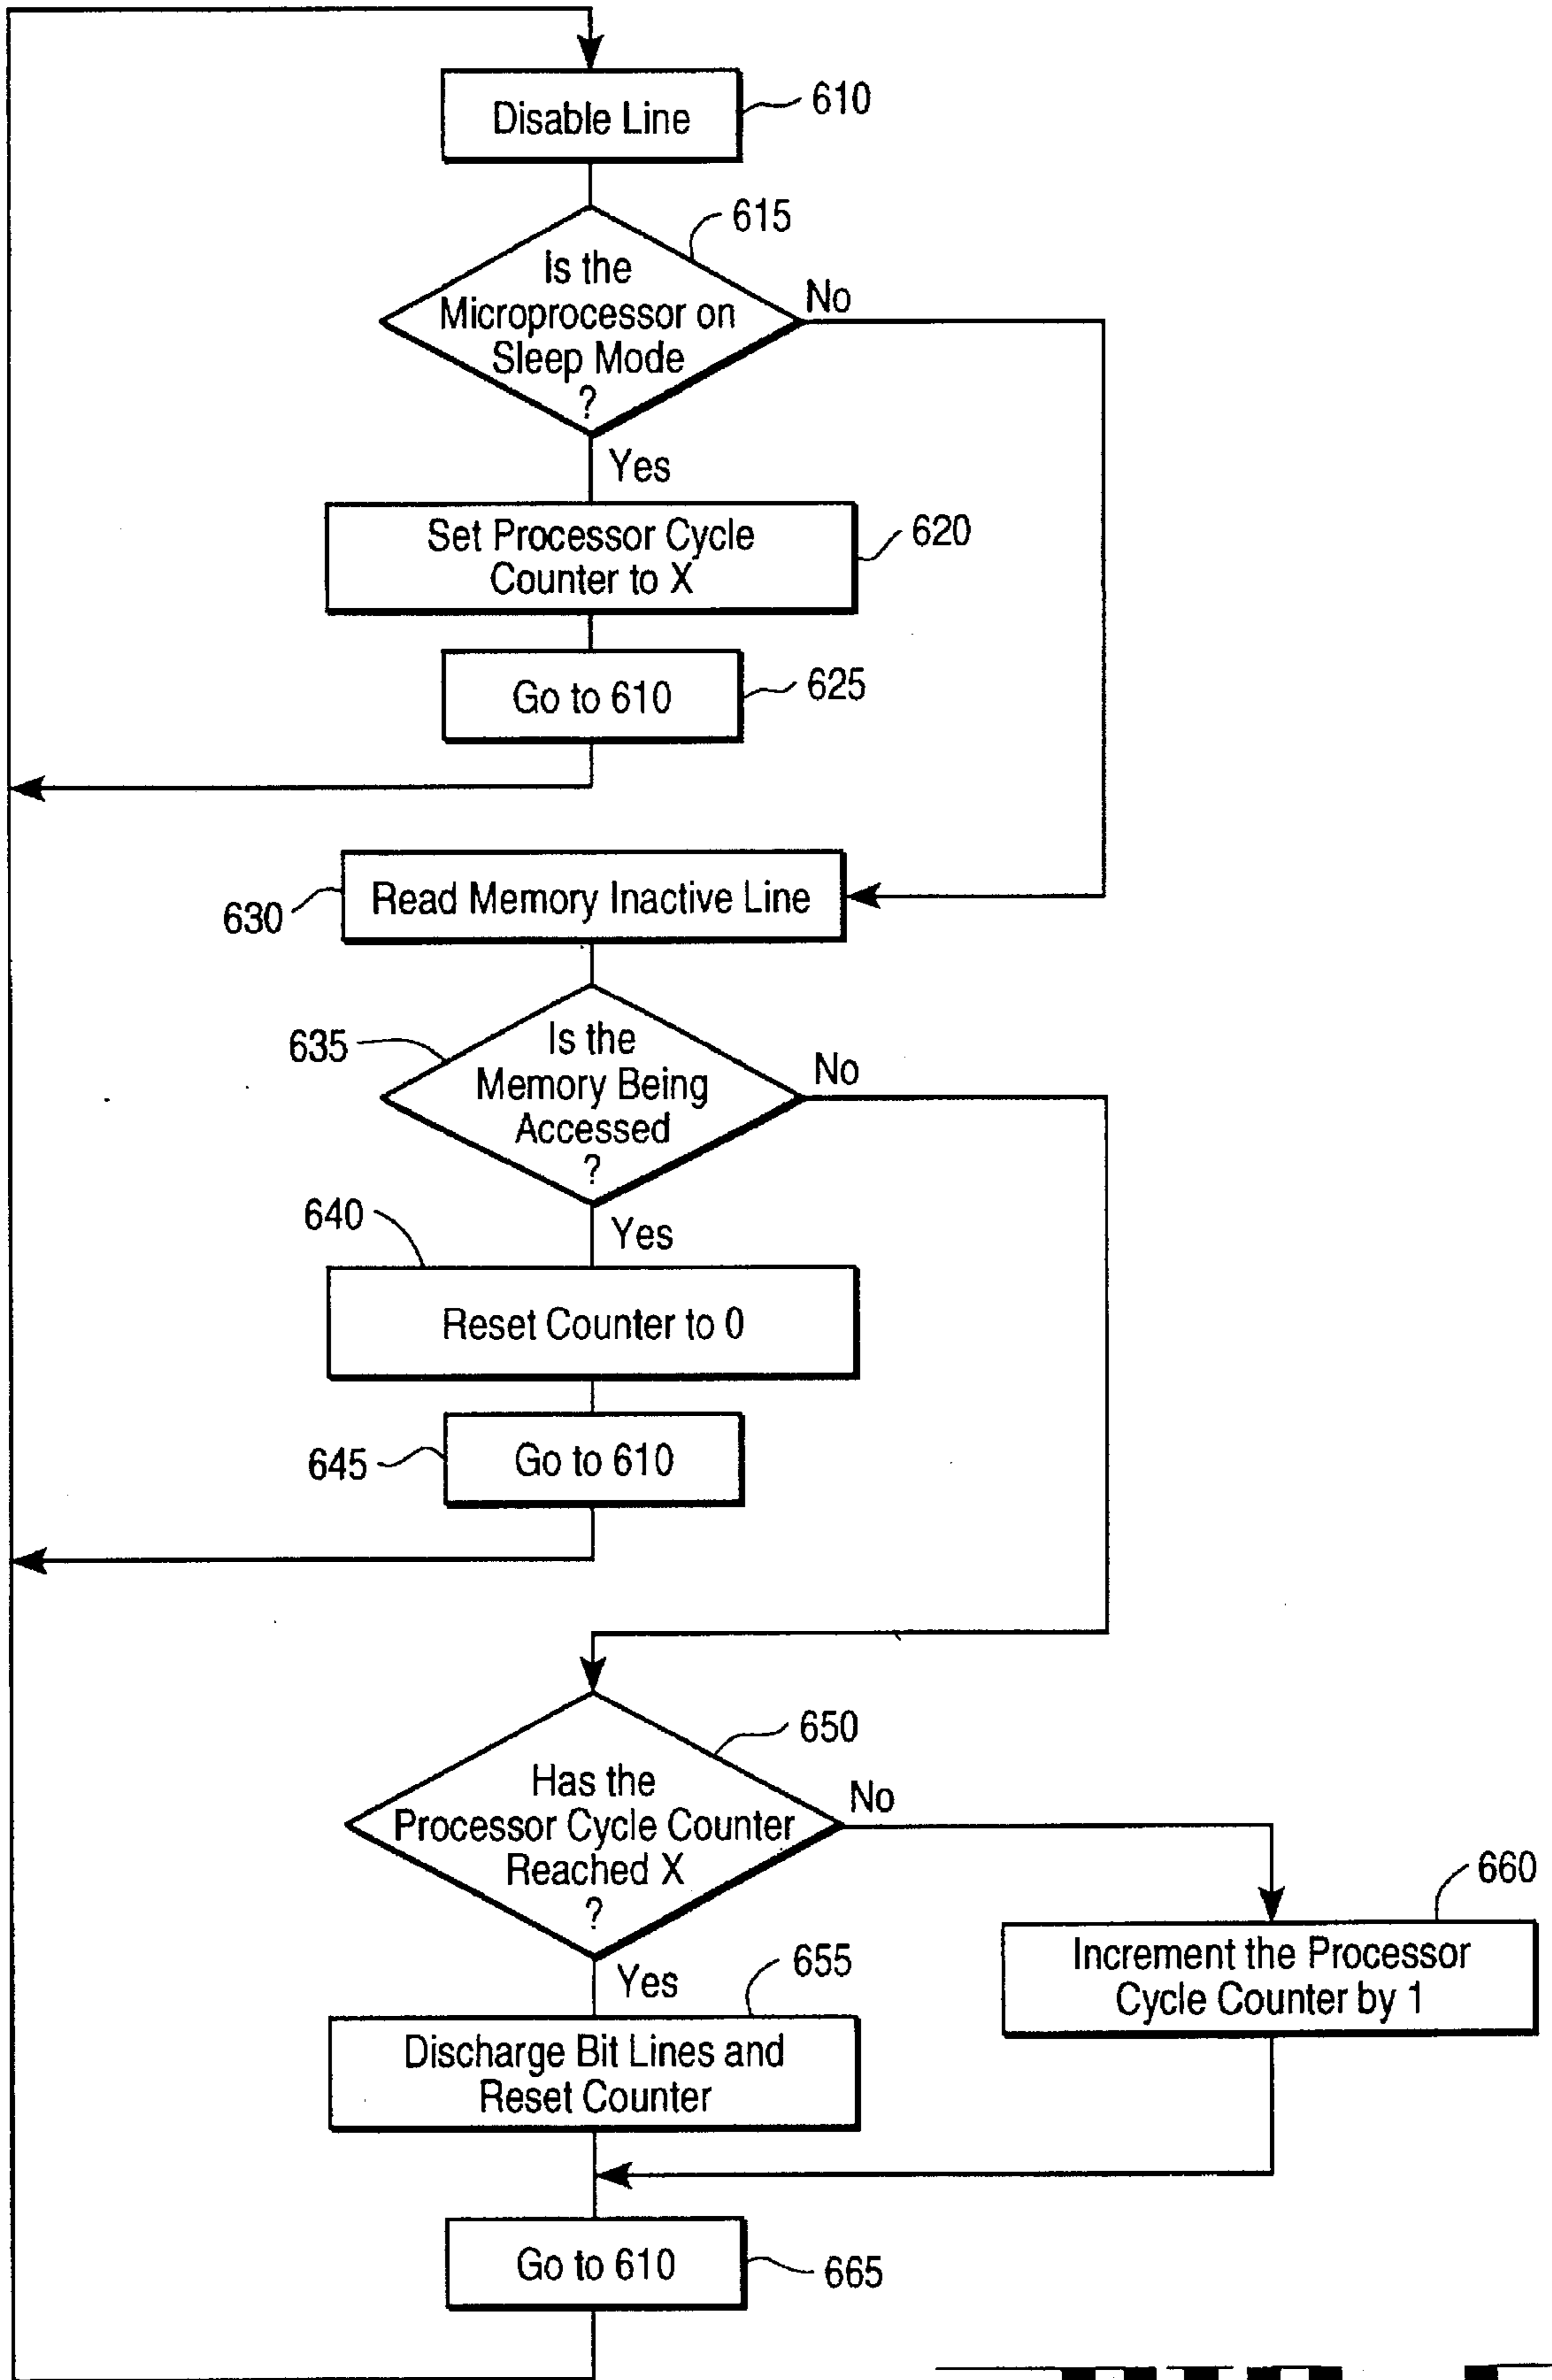 Disable Line
610
615
Is the
Microprocessor on
Sleep Mode
?
No
Yes
Set Processor Cycle
Counter to X
620
Go to 610
625
Read Memory Inactive Line
630
635
Is the
Memory Being
Accessed
?
No
640
Yes
Reset Counter to 0
645
Go to 610
650
Has the
Processor Cycle Counter
Reached X
?
No
660
Increment the Processor
Cycle Counter by 1
655
Yes
Discharge Bit Lines and
Reset Counter
Go to 610
665